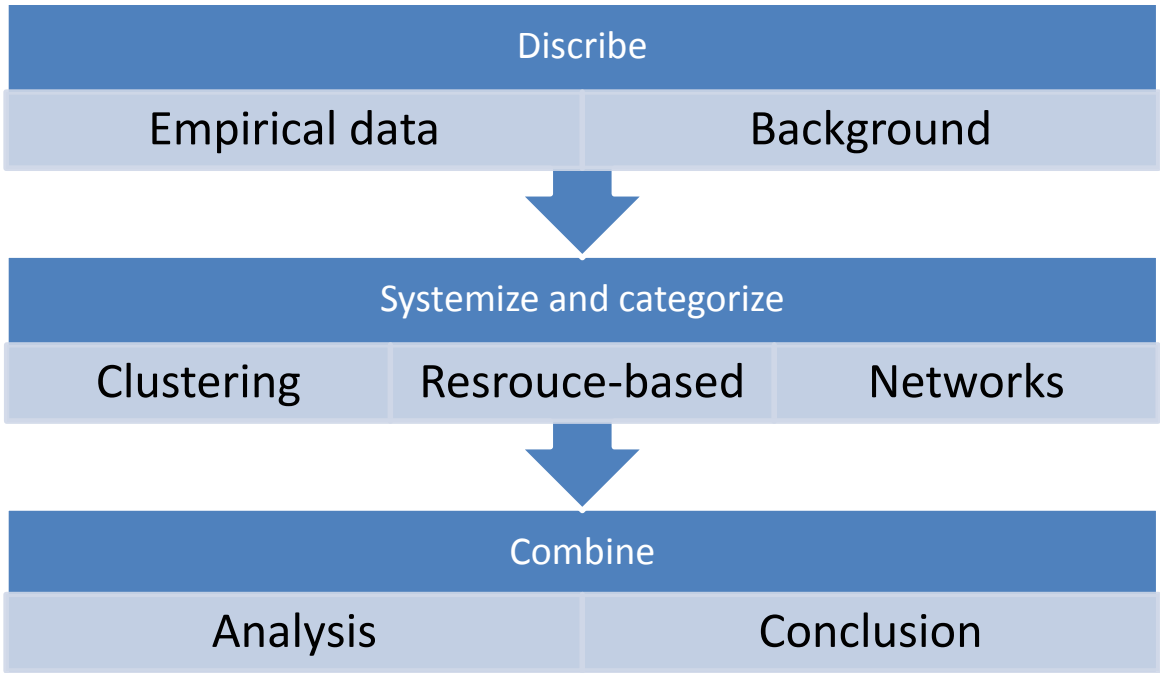 Discribe
Empirical data
Background
Systemize and categorize
Clustering
Resrouce-based
Networks
Combine
Analysis
Conclusion